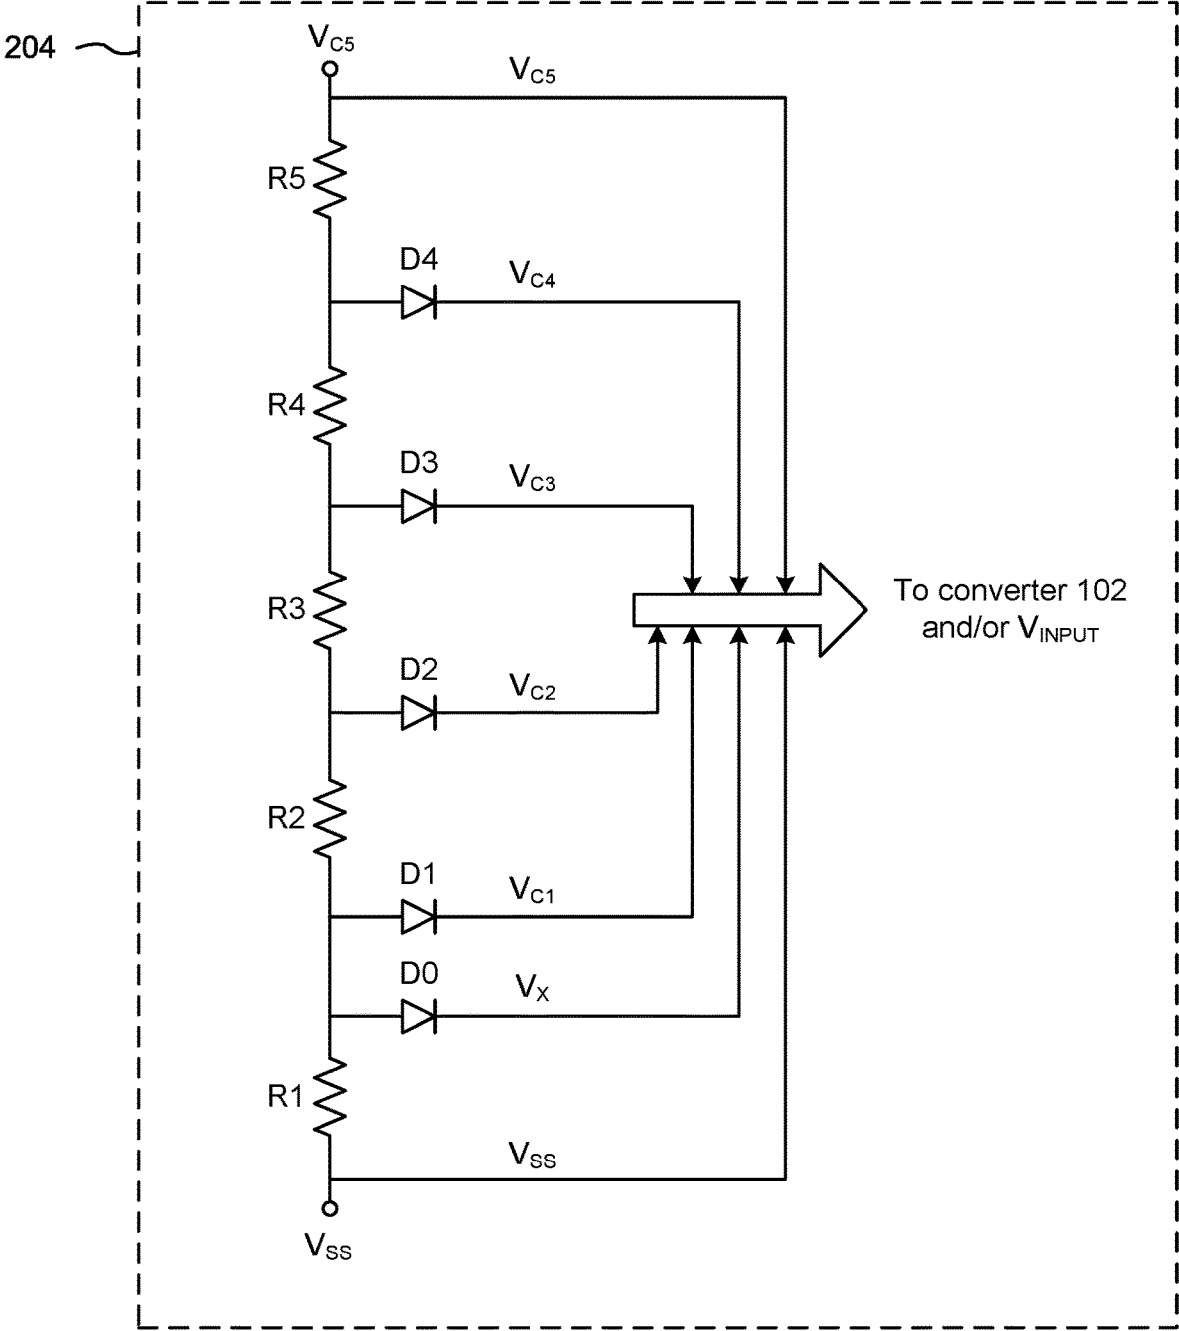 204
VC5
VC5
R5
D4
VC4
R4
D3
VC3
To converter 102
and/or VINPUT
R3
D2
VC2
R2
D1
VC1
D0
VX
R1
VSS
VSS